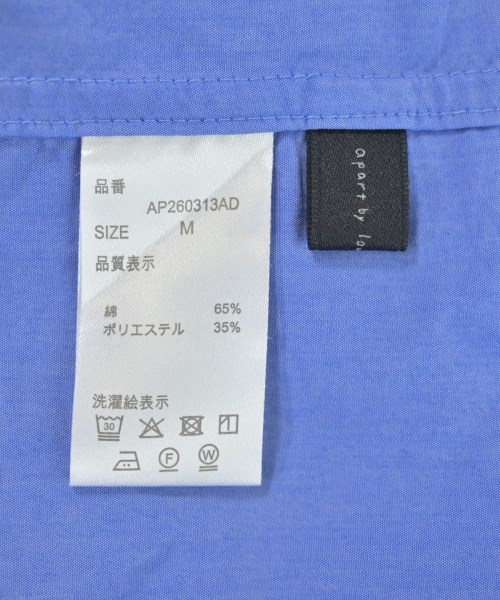 品番
AP260313AD
SIZE M
品質表示
綿 65%
ポリエステル 35%
洗濯絵表示
30
F W
apart by